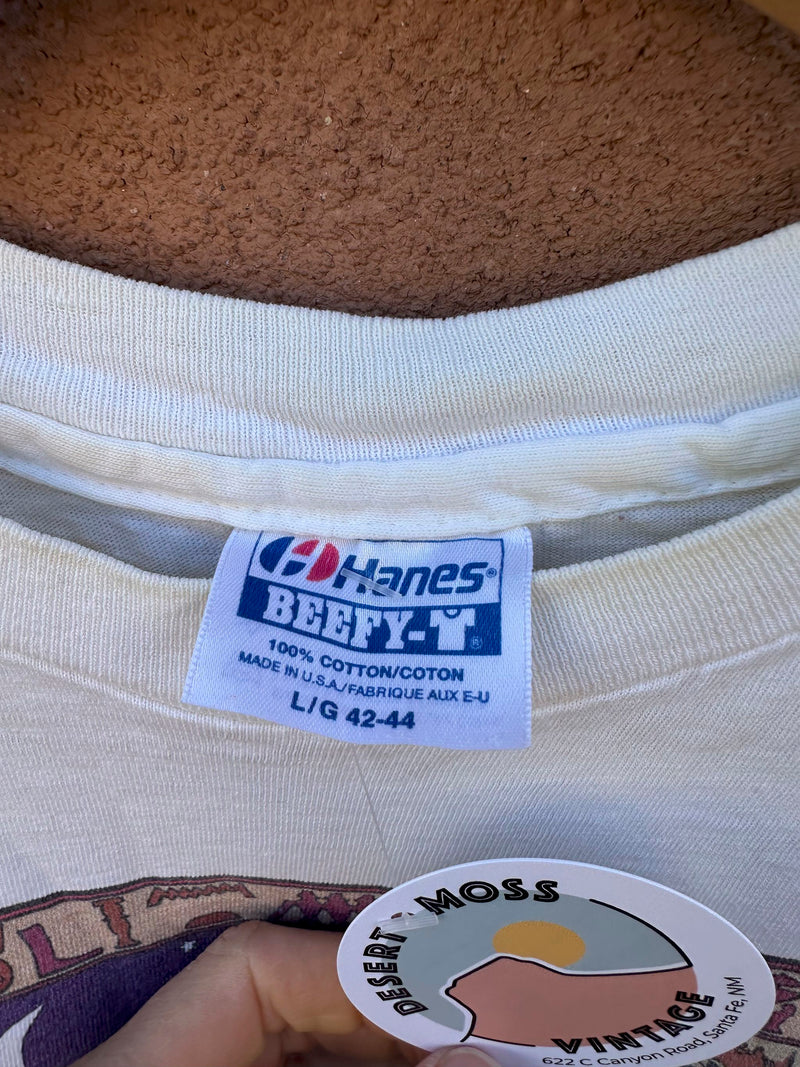 Hanes®
BEEFY-T®
100% COTTON/COTON
MADE IN U.S.A./FABRIQUE AUX E-U
L/G 42-44
LI
DESERT MOSS
VINTAGE
622 C Canyon Road, Santa Fe, NM